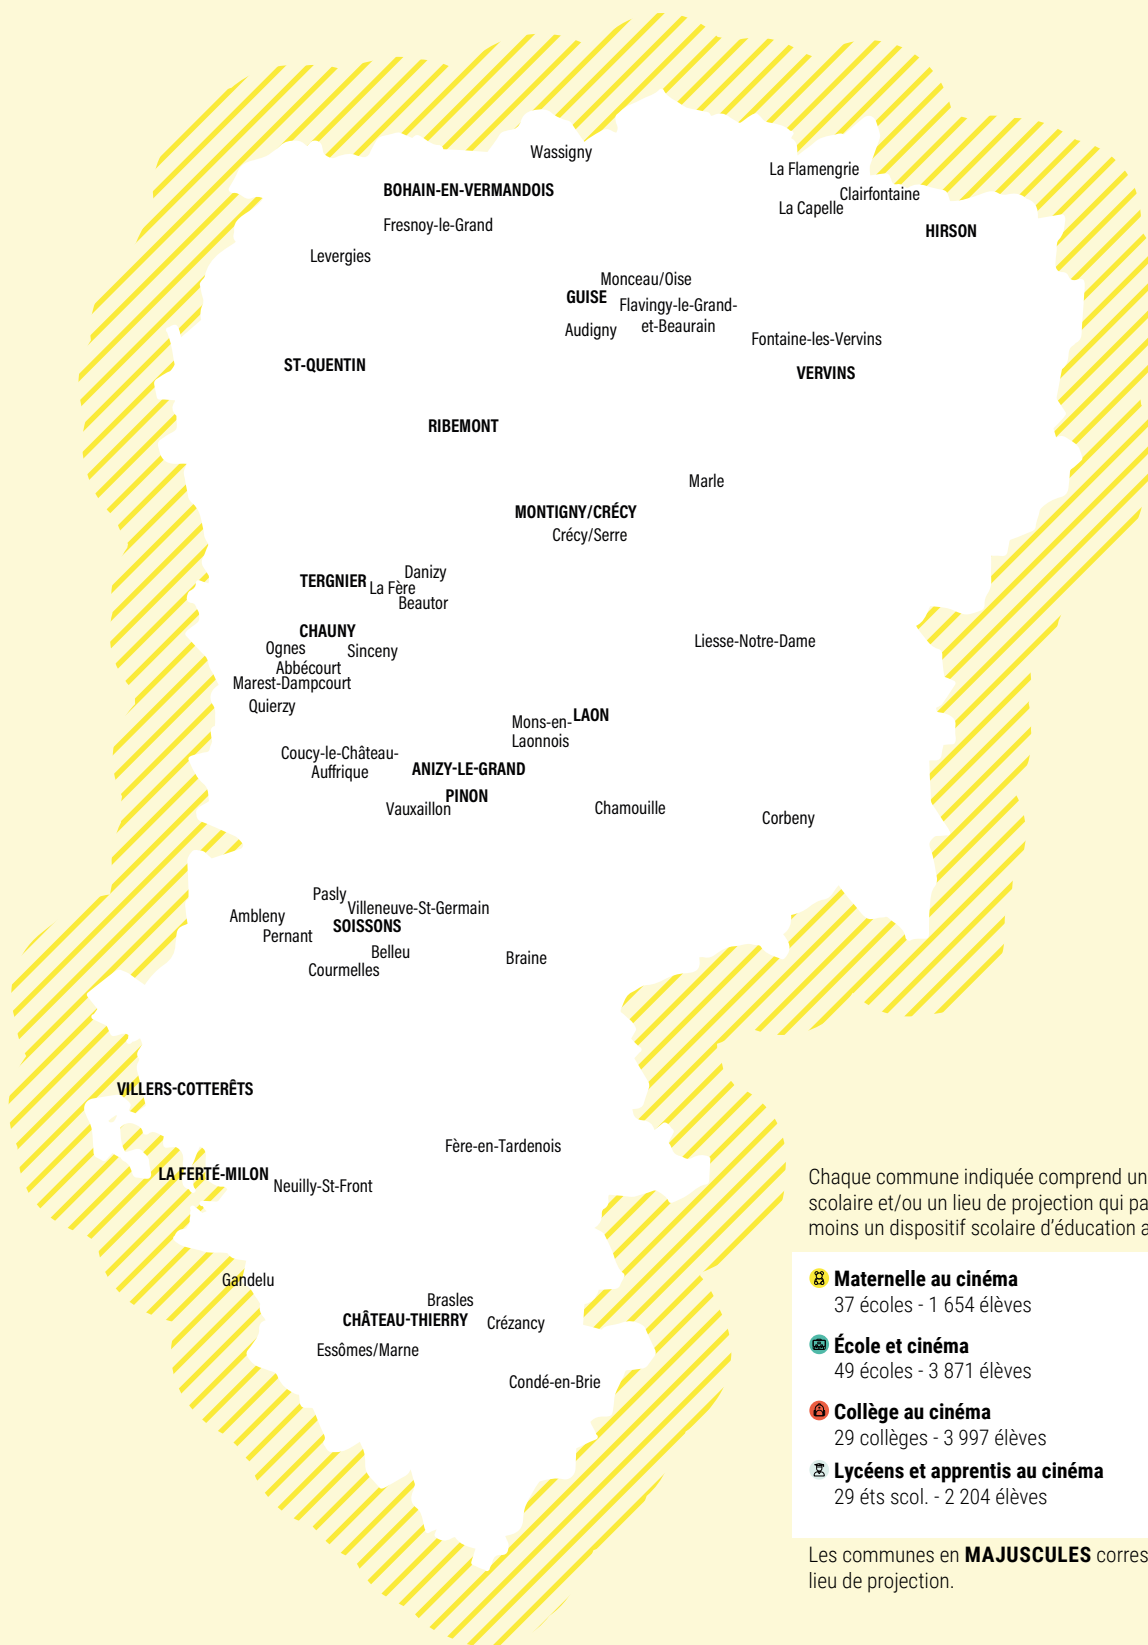 Wassigny
La Flamengrie
BOHAIN-EN-VERMANDOIS
Clairfontaine
La Capelle
Fresnoy-le-Grand
HIRSON
Levergies
Monceau/Oise
GUISE
Flavingy-le-Grand-
et-Beaurain
Audigny
Fontaine-les-Vervins
ST-QUENTIN
VERVINS
RIBEMONT
Marle
MONTIGNY/CRÉCY
Crécy/Serre
Danizy
TERGNIER
La Fère
Beautor
CHAUNY
Ognes
Sinceny
Liesse-Notre-Dame
Abbécourt
Marest-Dampcourt
Quierzy
LAON
Mons-en-
Laonnois
Coucy-le-Château-
Auffrique
ANIZY-LE-GRAND
PINON
Vauxaillon
Chamouille
Corbeny
Pasly
Villeneuve-St-Germain
Ambleny
SOISSONS
Pernant
Belleu
Braine
Courmelles
VILLERS-COTTERÊTS
Fère-en-Tardenois
LA FERTÉ-MILON
Neuilly-St-Front
Gandelu
Brasles
CHÂTEAU-THIERRY
Crézancy
Essômes/Marne
Condé-en-Brie
Chaque commune indiquée comprend un
scolaire et/ou un lieu de projection qui pa
moins un dispositif scolaire d'éducation a
Maternelle au cinéma
37 écoles - 1 654 élèves
École et cinéma
49 écoles - 3 871 élèves
Collège au cinéma
29 collèges - 3 997 élèves
Lycéens et apprentis au cinéma
29 éts scol. - 2 204 élèves
Les communes en MAJUSCULES corres
lieu de projection.